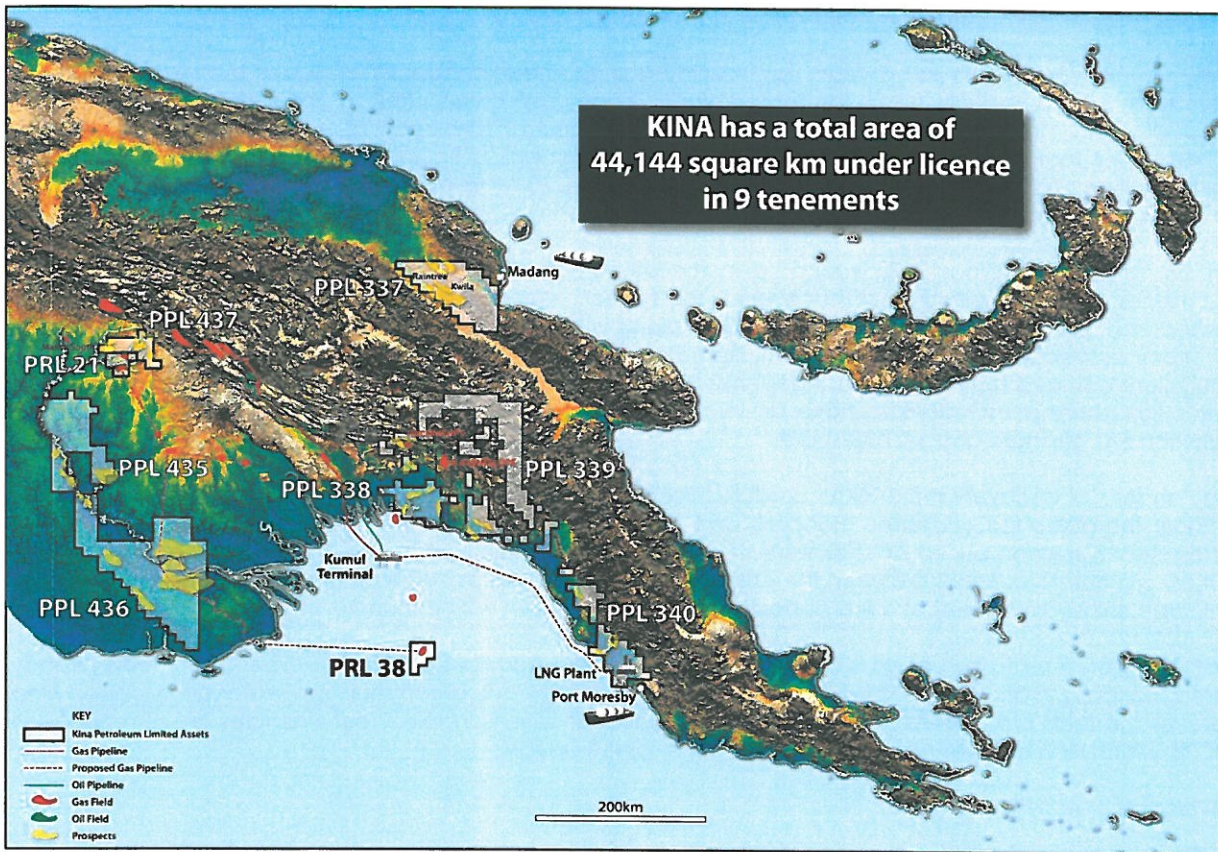 KINA has a total area of
44,144 square km under licence
in 9 tenements
Madang
Raintree
Kwila
PPL 337
PPL 437
PRL 21
PPL 435
PPL 338
PPL 339
Kumul
Terminal
PPL 436
PPL 340
PRL 38
LNG Plant
Port Moresby
KEY
Kina Petroleum Limited Assets
Gas Pipeline
Proposed Gas Pipeline
Oil Pipeline
Gas Field
Oil Field
Prospects
200km